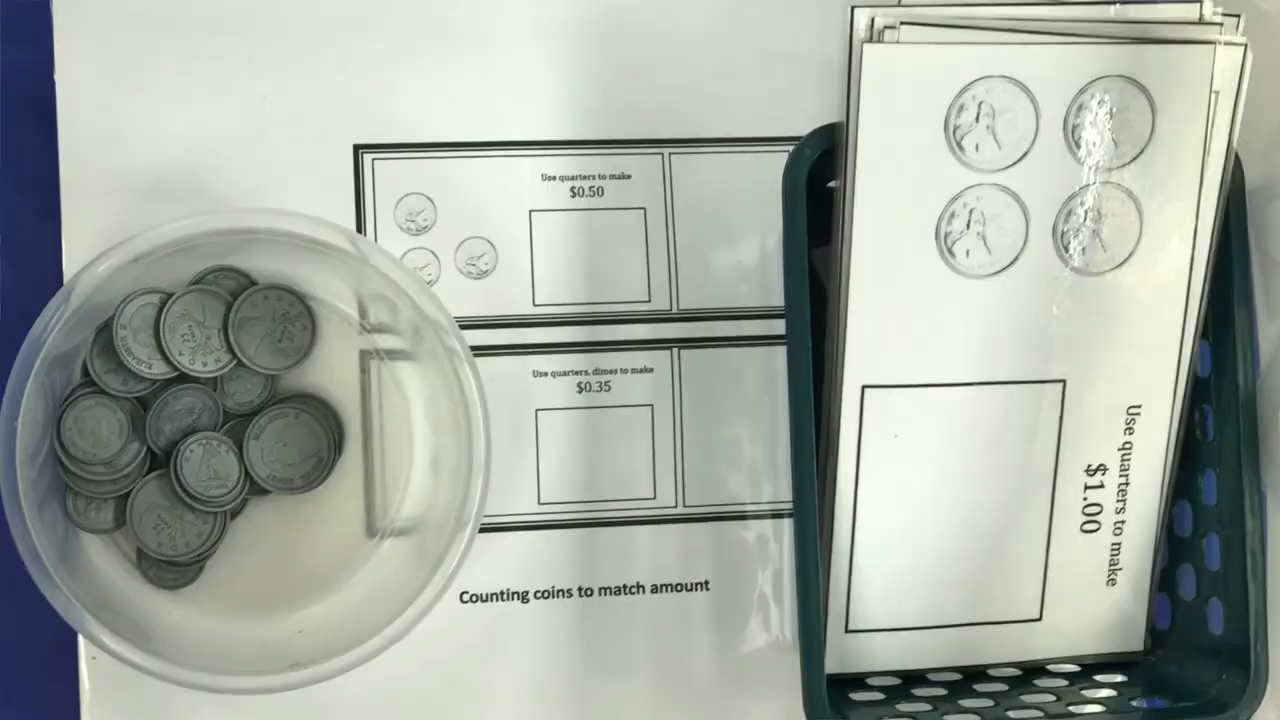 Use quarters to make
$0.50
Use quarters, dimes to make
$0.35
Counting coins to match amount
Use quarters to make
$1.00